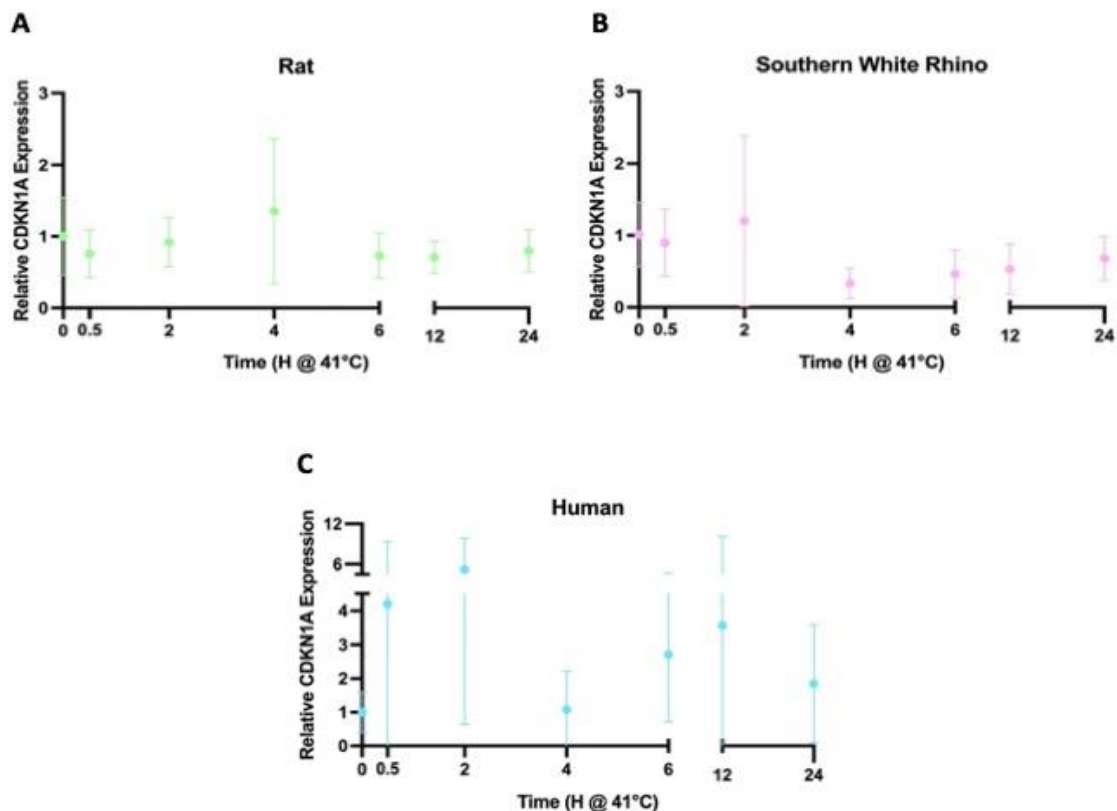 A
Rat
Relative CDKN1A Expression
3
2
1
0
0 0.5 2 4 6 12 24
Time (H @ 41°C)
B
Southern White Rhino
Relative CDKN1A Expression
3
2
1
0
0 0.5 2 4 6 12 24
Time (H @ 41°C)
C
Human
Relative CDKN1A Expression
12
6
4
3
2
1
0
0 0.5 2 4 6 12 24
Time (H @ 41°C)